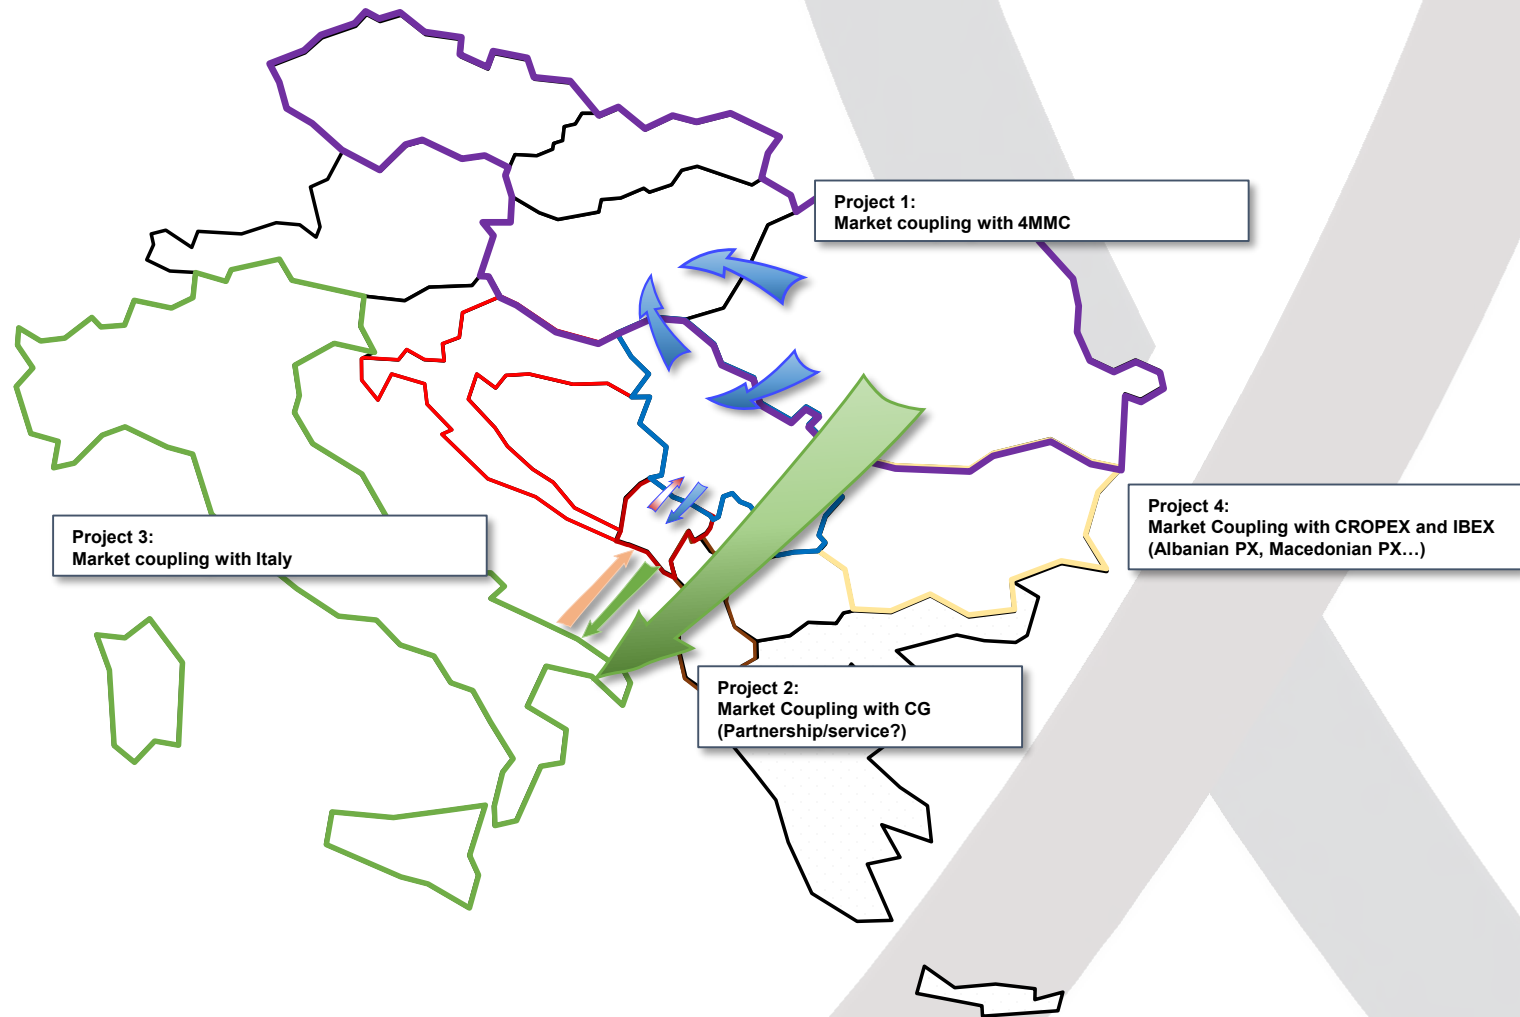 Project 1:
Market coupling with 4MMC
Project 4:
Market Coupling with CROPEX and IBEX
(Albanian PX, Macedonian PX…)
Project 3:
Market coupling with Italy
Project 2:
Market Coupling with CG
(Partnership/service?)